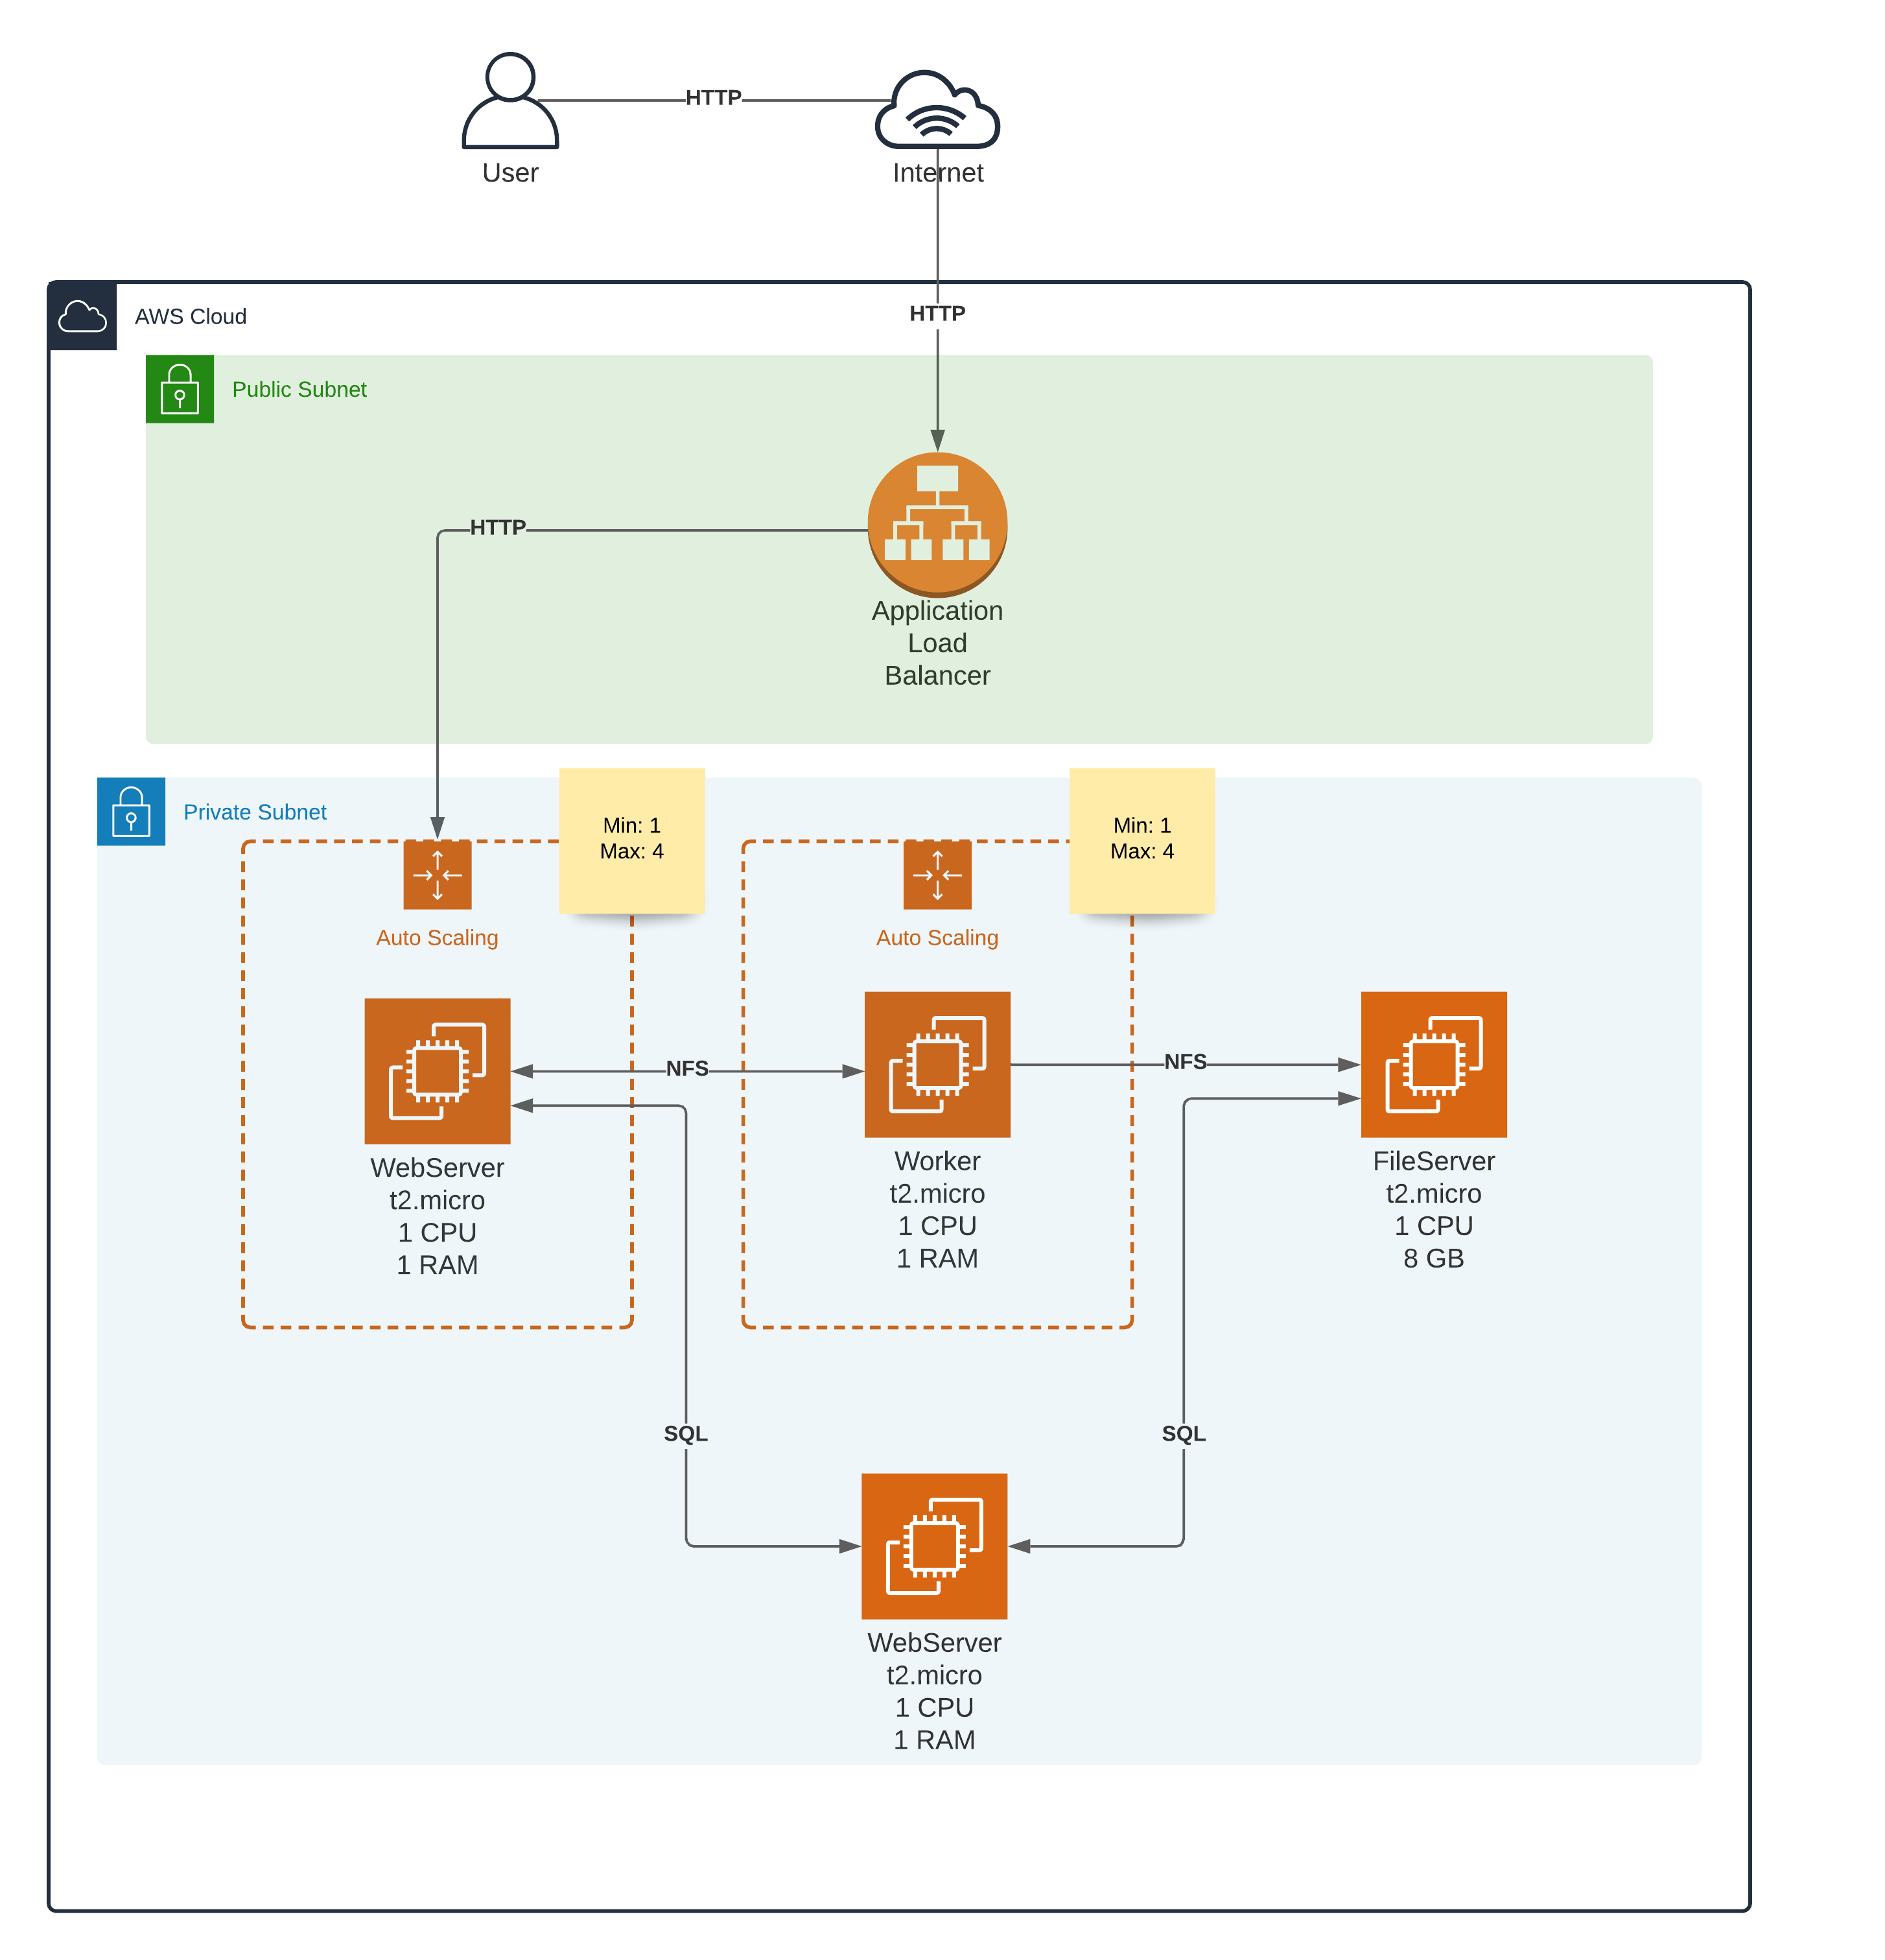 HTTP
User
Internet
AWS Cloud
HTTP
Public Subnet
HTTP
Application
Load
Balancer
Private Subnet
Min: 1
Max: 4
Min: 1
Max: 4
Auto Scaling
Auto Scaling
NFS
NFS
WebServer
t2.micro
1 CPU
1 RAM
Worker
t2.micro
1 CPU
1 RAM
FileServer
t2.micro
1 CPU
8 GB
SQL
SQL
WebServer
t2.micro
1 CPU
1 RAM